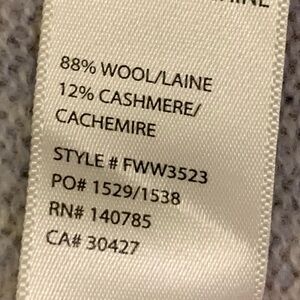 88% WOOL/LAINE
12% CASHMERE/
CACHEMIRE
STYLE # FWW3523
PO# 1529/1538
RN# 140785
CA# 30427